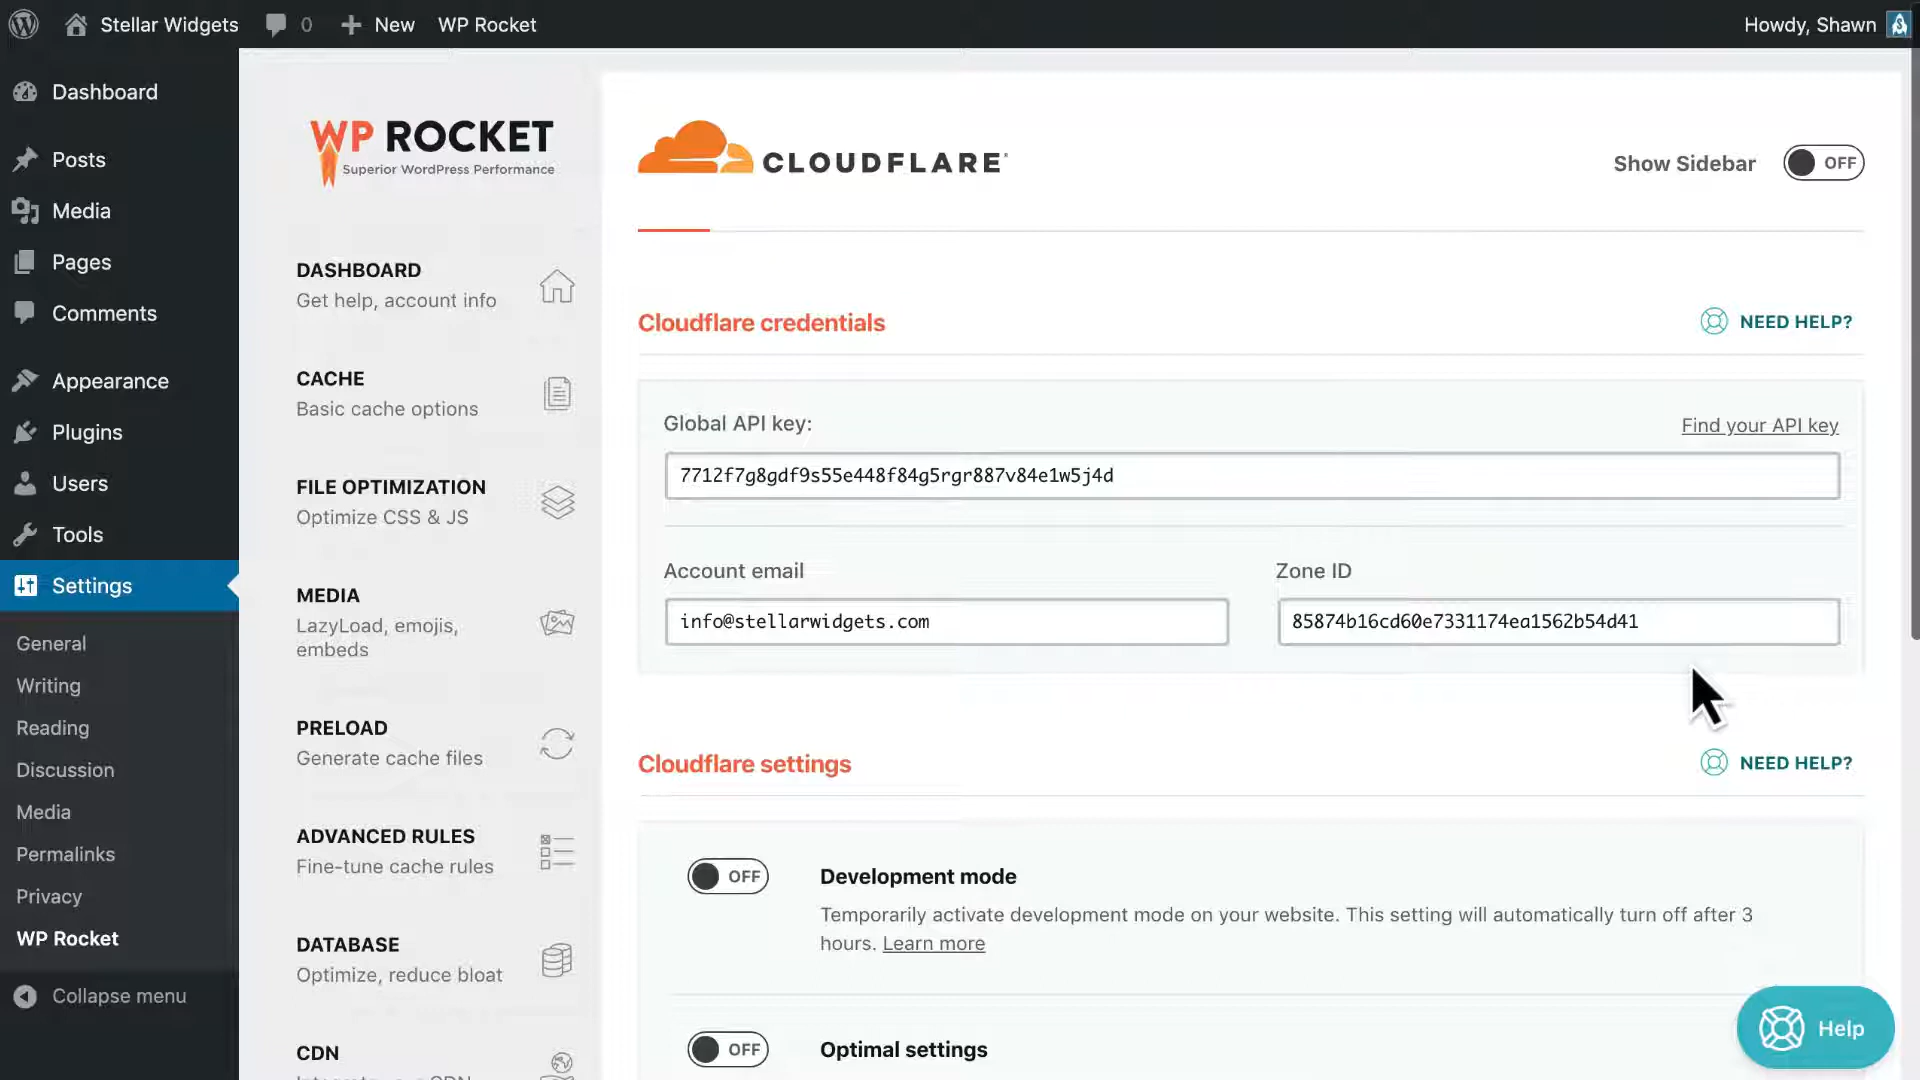 Stellar Widgets
0
New
WP Rocket
Howdy, Shawn
Dashboard
Posts
Media
Pages
Comments
Appearance
Plugins
Users
Tools
Settings
General
Writing
Reading
Discussion
Media
Permalinks
Privacy
WP Rocket
Collapse menu
WP ROCKET
Superior WordPress Performance
DASHBOARD
Get help, account info
CACHE
Basic cache options
FILE OPTIMIZATION
Optimize CSS & JS
MEDIA
LazyLoad, emojis,
embeds
PRELOAD
Generate cache files
ADVANCED RULES
Fine-tune cache rules
DATABASE
Optimize, reduce bloat
CDN
CLOUDFLARE
Show Sidebar
OFF
Cloudflare credentials
NEED HELP?
Global API key:
Find your API key
7712f7g8gdf9s55e448f84g5rgr887v84e1w5j4d
Account email
Zone ID
info@stellarwidgets.com
85874b16cd60e7331174ea1562b54d41
Cloudflare settings
NEED HELP?
OFF
Development mode
Temporarily activate development mode on your website. This setting will automatically turn off after 3
hours. Learn more
OFF
Optimal settings
Help